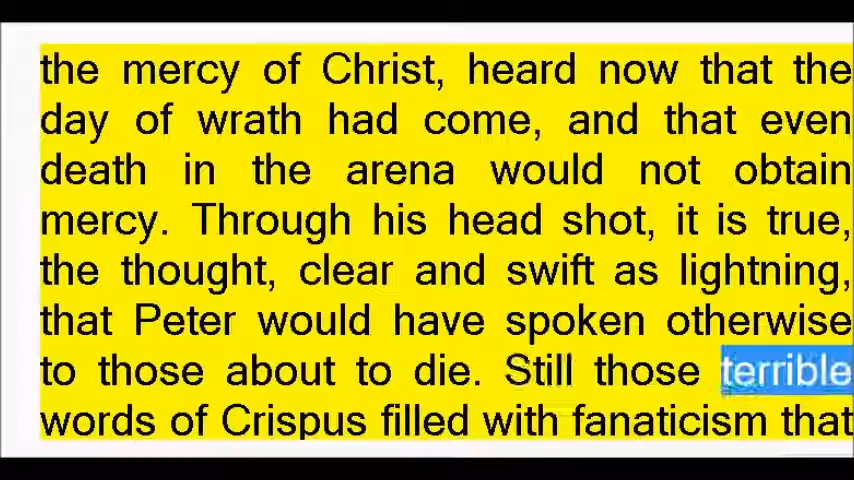 the mercy of Christ, heard now that the
day of wrath had come, and that even
death in the arena would not obtain
mercy. Through his head shot, it is true,
the thought, clear and swift as lightning,
that Peter would have spoken otherwise
to those about to die. Still those terrible
words of Crispus filled with fanaticism that